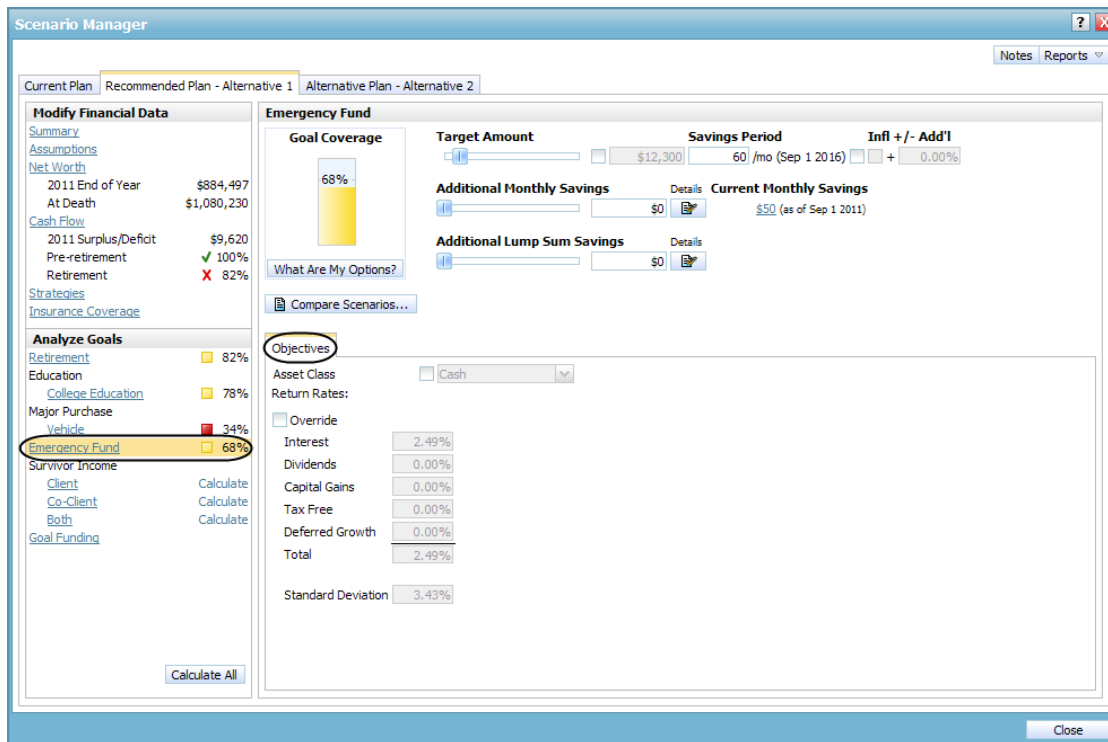 Scenario Manager
? X
Notes Reports
Current Plan Recommended Plan - Alternative 1 Alternative Plan - Alternative 2
Modify Financial Data
Summary
Assumptions
Net Worth
2011 End of Year $884,497
At Death $1,080,230
Cash Flow
2011 Surplus/Deficit $9,620
Pre-retirement 100%
Retirement X 82%
Strategies
Insurance Coverage
Analyze Goals
Retirement 82%
Education
College Education 78%
Major Purchase
Vehicle 34%
Emergency Fund 68%
Survivor Income
Client Calculate
Co-Client Calculate
Both Calculate
Goal Funding
Calculate All
Emergency Fund
Goal Coverage
68%
What Are My Options?
Target Amount Savings Period Infl +/- Add'l
$12,300 60 /mo (Sep 1 2016) + 0.00%
Additional Monthly Savings Details Current Monthly Savings
$0 $50 (as of Sep 1 2011)
Additional Lump Sum Savings Details
$0
Compare Scenarios...
Objectives
Asset Class Cash
Return Rates:
Override
Interest 2.49%
Dividends 0.00%
Capital Gains 0.00%
Tax Free 0.00%
Deferred Growth 0.00%
Total 2.49%
Standard Deviation 3.43%
Close